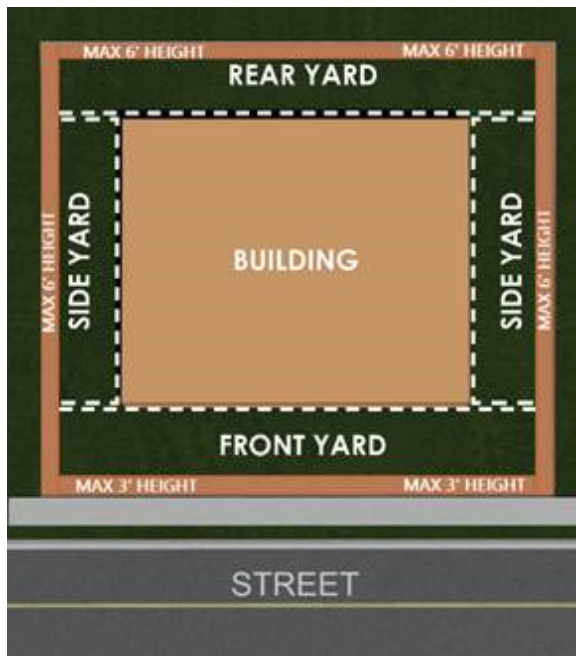 MAX 6' HEIGHT MAX 6' HEIGHT
REAR YARD
MAX 6' HEIGHT
SIDE YARD
BUILDING
SIDE YARD
MAX 6' HEIGHT
FRONT YARD
MAX 3' HEIGHT MAX 3' HEIGHT
STREET